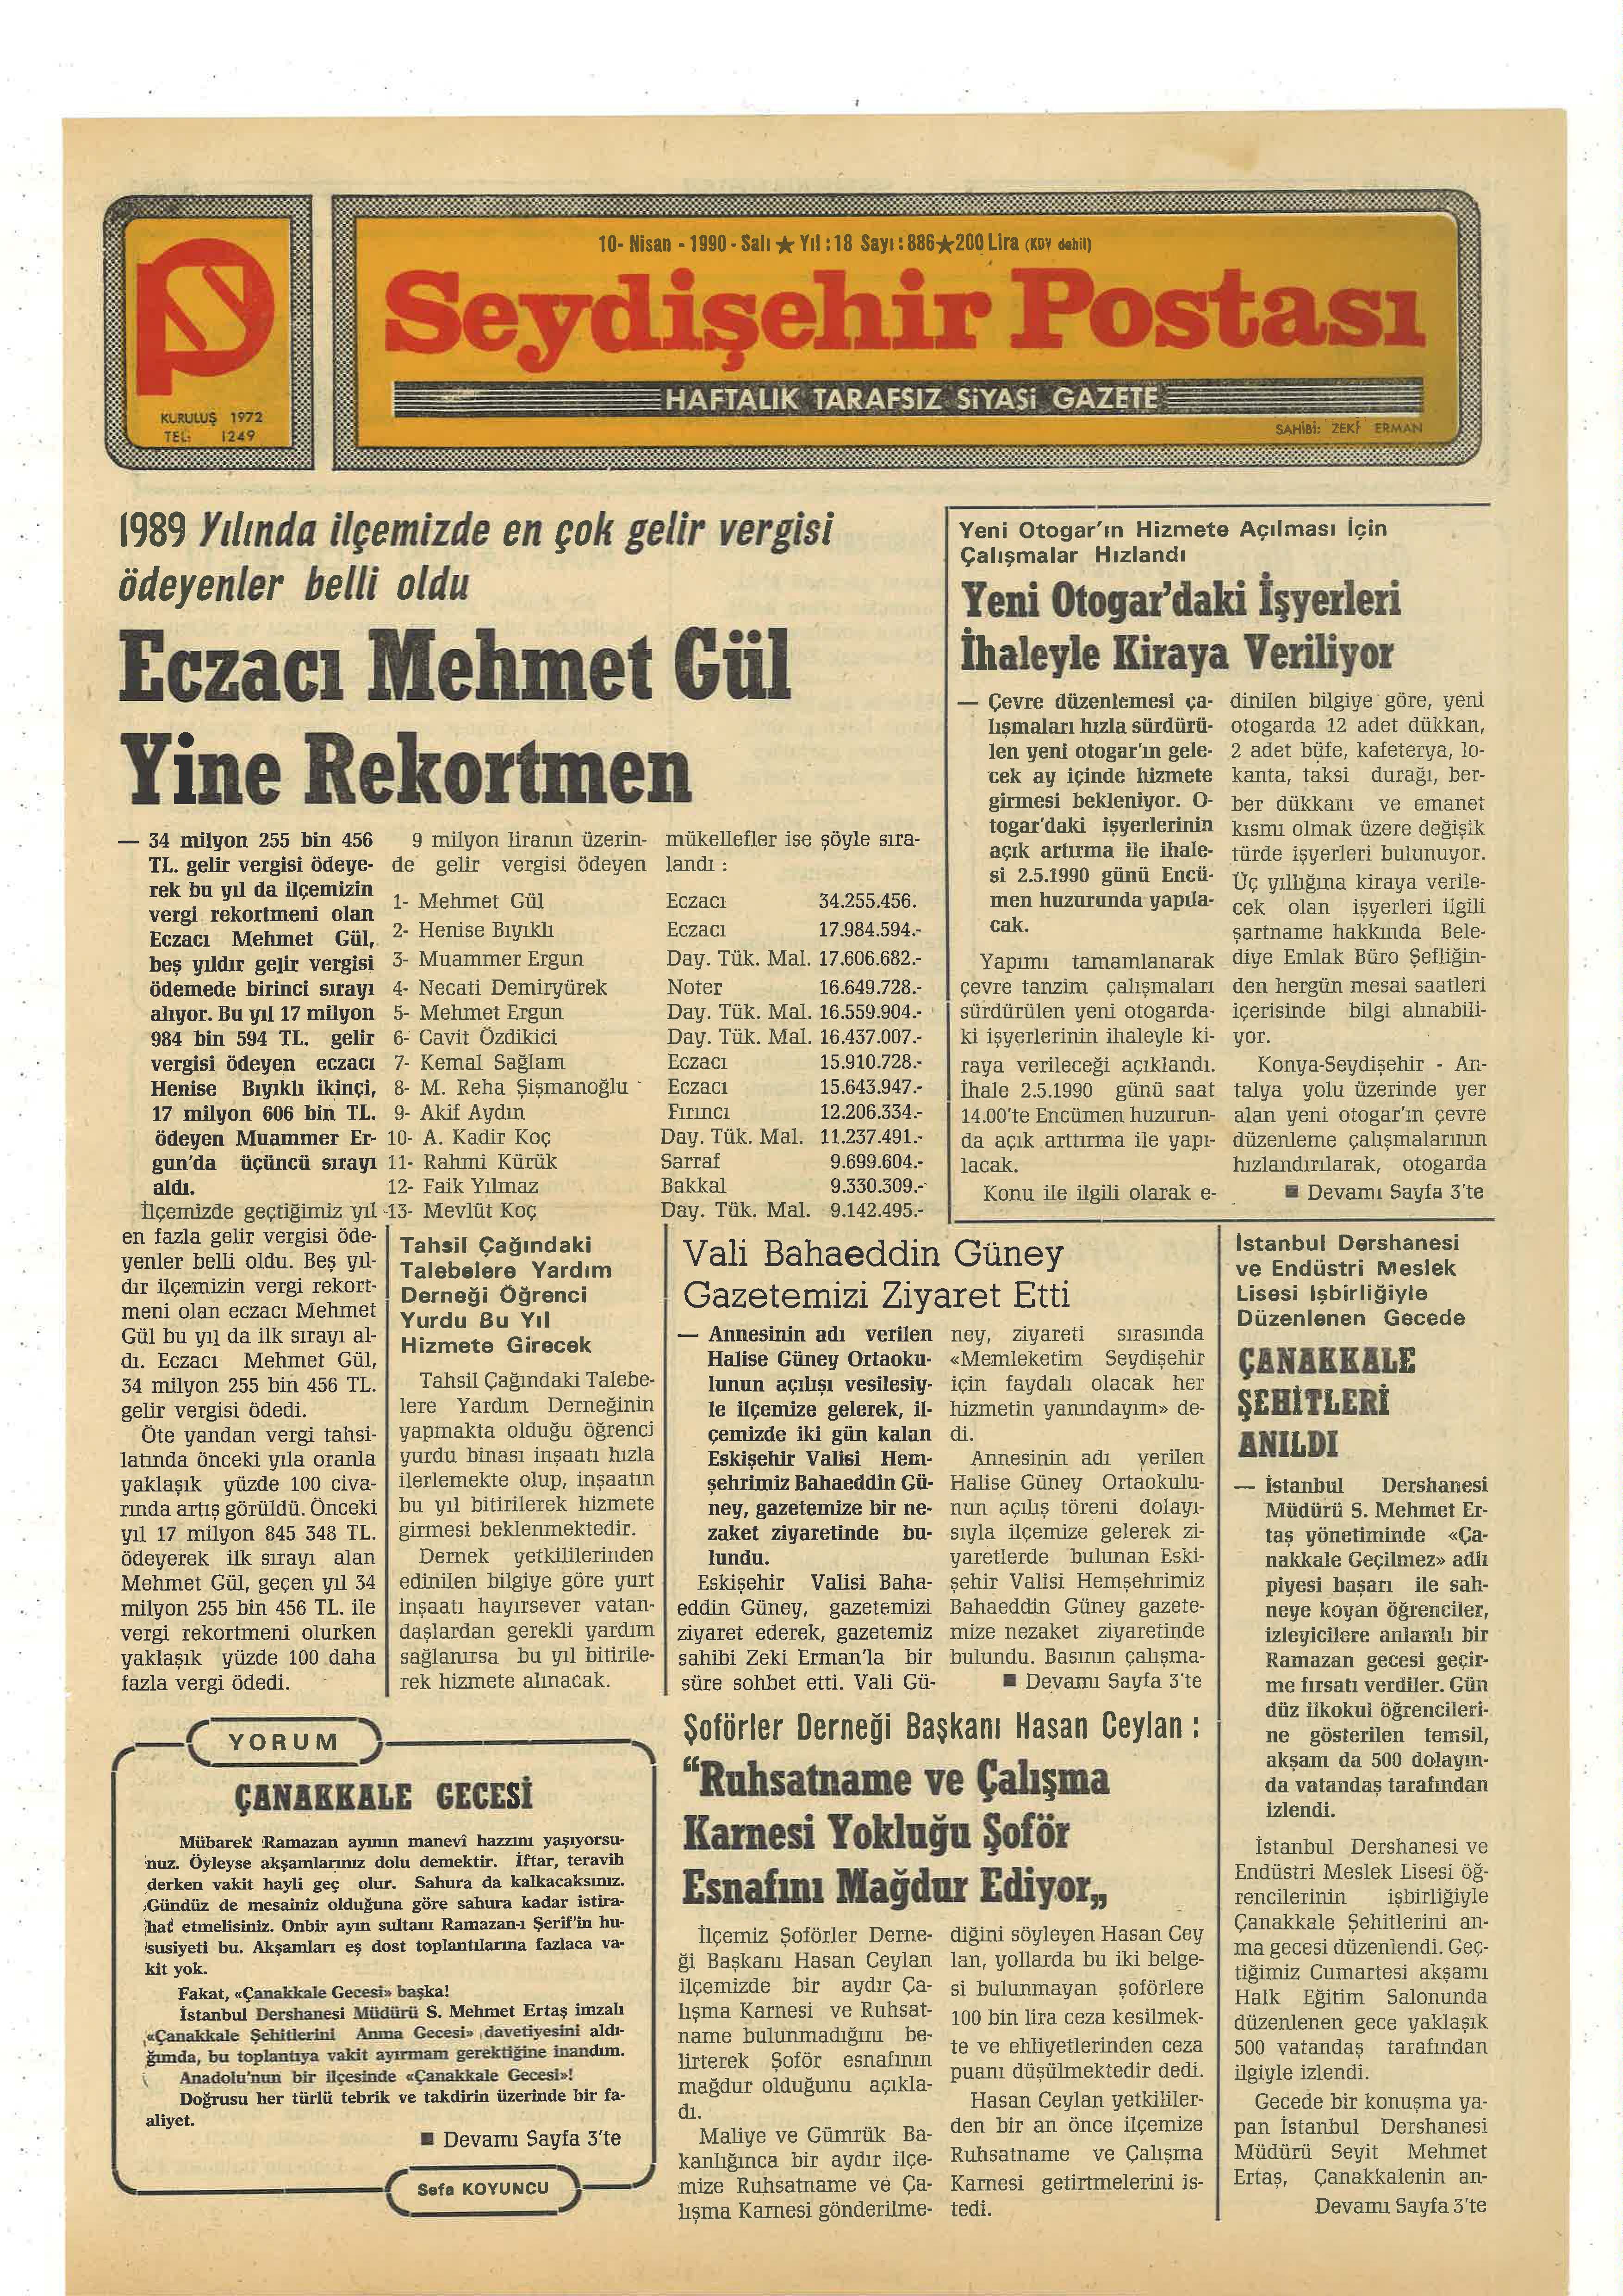 10- Nisan - 1990 - Salı ★ Yıl : 18 Sayı : 886 ★ 200 Lira (KDV dahil)
Seydişehir Postası
HAFTALIK TARAFSIZ SİYASİ GAZETE
SAHİBİ: ZEKİ ERMAN
KURULUŞ 1972
TEL: 1249
1989 Yılında ilçemizde en çok gelir vergisi
ödeyenler belli oldu
Eczacı Mehmet Gül
Yine Rekortmen
— 34 milyon 255 bin 456
TL. gelir vergisi ödeye-
rek bu yıl da ilçemizin
vergi rekortmeni olan
Eczacı Mehmet Gül,
beş yıldır gelir vergisi
ödemede birinci sırayı
alıyor. Bu yıl 17 milyon
984 bin 594 TL. gelir
vergisi ödeyen eczacı
Henise Bıyıklı ikinçi,
17 milyon 606 bin TL.
ödeyen Muammer Er-
gun'da üçüncü sırayı
aldı.
İlçemizde geçtiğimiz yıl
en fazla gelir vergisi öde-
yenler belli oldu. Beş yıl-
dır ilçemizin vergi rekort-
meni olan eczacı Mehmet
Gül bu yıl da ilk sırayı al-
dı. Eczacı Mehmet Gül,
34 milyon 255 bin 456 TL.
gelir vergisi ödedi.
Öte yandan vergi tahsi-
latında önceki yıla oranla
yaklaşık yüzde 100 civa-
rında artış görüldü. Önceki
yıl 17 milyon 845 348 TL.
ödeyerek ilk sırayı alan
Mehmet Gül, geçen yıl 34
milyon 255 bin 456 TL. ile
vergi rekortmeni olurken
yaklaşık yüzde 100 daha
fazla vergi ödedi.
9 milyon liranın üzerin-
de gelir vergisi ödeyen
mükellefler ise şöyle sıra-
landı :
1- Mehmet Gül Eczacı 34.255.456.
2- Henise Bıyıklı Eczacı 17.984.594.-
3- Muammer Ergun Day. Tük. Mal. 17.606.682.-
4- Necati Demiryürek Noter 16.649.728.-
5- Mehmet Ergun Day. Tük. Mal. 16.559.904.-
6- Cavit Özdikici Day. Tük. Mal. 16.437.007.-
7- Kemal Sağlam Eczacı 15.910.728.-
8- M. Reha Şişmanoğlu Eczacı 15.643.947.-
9- Akif Aydın Fırıncı 12.206.334.-
10- A. Kadir Koç Day. Tük. Mal. 11.237.491.-
11- Rahmi Kürük Sarraf 9.699.604.-
12- Faik Yılmaz Bakkal 9.330.309.-
13- Mevlüt Koç Day. Tük. Mal. 9.142.495.-
Yeni Otogar'ın Hizmete Açılması İçin
Çalışmalar Hızlandı
Yeni Otogar'daki İşyerleri
İhaleyle Kiraya Veriliyor
— Çevre düzenlemesi ça-
lışmaları hızla sürdürü-
len yeni otogar'ın gele-
cek ay içinde hizmete
girmesi bekleniyor. O-
togar'daki işyerlerinin
açık artırma ile ihale-
si 2.5.1990 günü Encü-
men huzurunda yapıla-
cak.
Yapımı tamamlanarak
çevre tanzim çalışmaları
sürdürülen yeni otogarda-
ki işyerlerinin ihaleyle ki-
raya verileceği açıklandı.
İhale 2.5.1990 günü saat
14.00'te Encümen huzurun-
da açık arttırma ile yapı-
lacak.
Konu ile ilgili olarak e-
dinilen bilgiye göre, yeni
otogarda 12 adet dükkan,
2 adet büfe, kafeterya, lo-
kanta, taksi durağı, ber-
ber dükkanı ve emanet
kısmı olmak üzere değişik
türde işyerleri bulunuyor.
Üç yıllığına kiraya verile-
cek olan işyerleri ilgili
şartname hakkında Bele-
diye Emlak Büro Şefliğin-
den hergün mesai saatleri
içerisinde bilgi alınabili-
yor.
Konya-Seydişehir - An-
talya yolu üzerinde yer
alan yeni otogar'ın çevre
düzenleme çalışmalarının
hızlandırılarak, otogarda
■ Devamı Sayfa 3'te
Tahsil Çağındaki
Talebelere Yardım
Derneği Öğrenci
Yurdu Bu Yıl
Hizmete Girecek
Tahsil Çağındaki Talebe-
lere Yardım Derneğinin
yapmakta olduğu öğrenci
yurdu binası inşaatı hızla
ilerlemekte olup, inşaatın
bu yıl bitirilerek hizmete
girmesi beklenmektedir.
Dernek yetkililerinden
edinilen bilgiye göre yurt
inşaatı hayırsever vatan-
daşlardan gerekli yardım
sağlanırsa bu yıl bitirile-
rek hizmete alınacak.
Vali Bahaeddin Güney
Gazetemizi Ziyaret Etti
— Annesinin adı verilen
Halise Güney Ortaoku-
lunun açılışı vesilesiy-
le ilçemize gelerek, il-
çemizde iki gün kalan
Eskişehir Valisi Hem-
şehrimiz Bahaeddin Gü-
ney, gazetemize bir ne-
zaket ziyaretinde bu-
lundu.
Eskişehir Valisi Baha-
eddin Güney, gazetemizi
ziyaret ederek, gazetemiz
sahibi Zeki Erman'la bir
süre sohbet etti. Vali Gü-
ney, ziyareti sırasında
«Memleketim Seydişehir
için faydalı olacak her
hizmetin yanındayım» de-
di.
Annesinin adı verilen
Halise Güney Ortaokulu-
nun açılış töreni dolayı-
sıyla ilçemize gelerek zi-
yaretlerde bulunan Eski-
şehir Valisi Hemşehrimiz
Bahaeddin Güney gazete-
mize nezaket ziyaretinde
bulundu. Basının çalışma-
■ Devamı Sayfa 3'te
İstanbul Dershanesi
ve Endüstri Meslek
Lisesi İşbirliğiyle
Düzenlenen Gecede
ÇANAKKALE
ŞEHİTLERİ
ANILDI
— İstanbul Dershanesi
Müdürü S. Mehmet Er-
taş yönetiminde «Ça-
nakkale Geçilmez» adlı
piyesi başarı ile sah-
neye koyan öğrenciler,
izleyicilere anlamlı bir
Ramazan gecesi geçir-
me fırsatı verdiler. Gün
düz ilkokul öğrencileri-
ne gösterilen temsil,
akşam da 500 dolayın-
da vatandaş tarafından
izlendi.
İstanbul Dershanesi ve
Endüstri Meslek Lisesi öğ-
rencilerinin işbirliğiyle
Çanakkale Şehitlerini an-
ma gecesi düzenlendi. Geç-
tiğimiz Cumartesi akşamı
Halk Eğitim Salonunda
düzenlenen gece yaklaşık
500 vatandaş tarafından
ilgiyle izlendi.
Gecede bir konuşma ya-
pan İstanbul Dershanesi
Müdürü Seyit Mehmet
Ertaş, Çanakkalenin an-
Devamı Sayfa 3'te
YORUM
ÇANAKKALE GECESİ
Mübarek Ramazan ayının manevî hazzını yaşıyorsu-
nuz. Öyleyse akşamlarınız dolu demektir. İftar, teravih
derken vakit hayli geç olur. Sahura da kalkacaksınız.
Gündüz de mesainiz olduğuna göre sahura kadar istira-
hat etmelisiniz. Onbir ayın sultanı Ramazan-ı Şerif'in hu-
susiyeti bu. Akşamları eş dost toplantılarına fazlaca va-
kit yok.
Fakat, «Çanakkale Gecesi» başka!
İstanbul Dershanesi Müdürü S. Mehmet Ertaş imzalı
«Çanakkale Şehitlerini Anma Gecesi» davetiyesini aldı-
ğımda, bu toplantıya vakit ayırmam gerektiğine inandım.
Anadolu'nun bir ilçesinde «Çanakkale Gecesi»!
Doğrusu her türlü tebrik ve takdirin üzerinde bir fa-
aliyet.
■ Devamı Sayfa 3'te
Sefa KOYUNCU
Şoförler Derneği Başkanı Hasan Ceylan :
“Ruhsatname ve Çalışma
Karnesi Yokluğu Şoför
Esnafını Mağdur Ediyor„
İlçemiz Şoförler Derne-
ği Başkanı Hasan Ceylan
ilçemizde bir aydır Ça-
lışma Karnesi ve Ruhsat-
name bulunmadığını be-
lirterek Şoför esnafının
mağdur olduğunu açıkla-
dı.
Maliye ve Gümrük Ba-
kanlığınca bir aydır ilçe-
mize Ruhsatname ve Ça-
lışma Karnesi gönderilme-
diğini söyleyen Hasan Cey
lan, yollarda bu iki belge-
si bulunmayan şoförlere
100 bin lira ceza kesilmek-
te ve ehliyetlerinden ceza
puanı düşülmektedir dedi.
Hasan Ceylan yetkililer-
den bir an önce ilçemize
Ruhsatname ve Çalışma
Karnesi getirtmelerini is-
tedi.